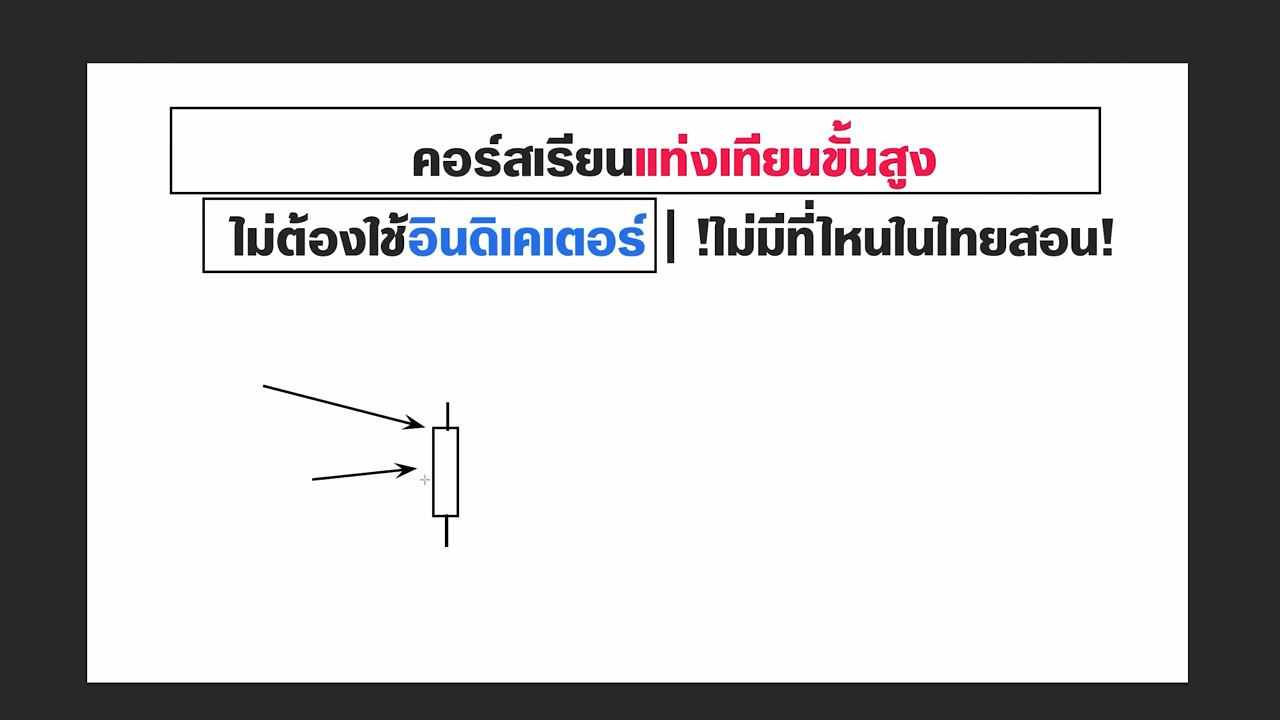 คอร์สเรียนแท่งเทียนขั้นสูง
ไม่ต้องใช้อินดิเคเตอร์ | !ไม่มีที่ไหนในไทยสอน!